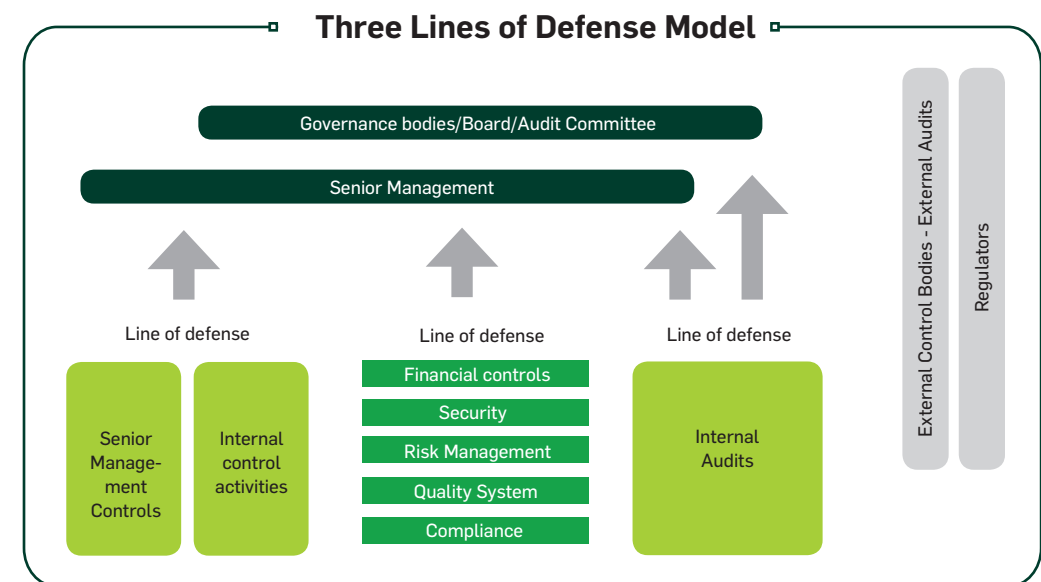 Three Lines of Defense Model
Governance bodies/Board/Audit Committee
Senior Management
Line of defense
Line of defense
Line of defense
Senior
Manage-
ment
Controls
Internal
control
activities
Financial controls
Security
Risk Management
Quality System
Compliance
Internal
Audits
External Control Bodies - External Audits
Regulators